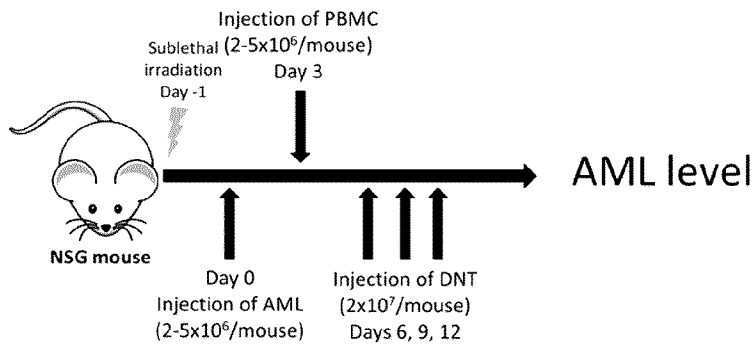 Injection of PBMC
(2-5x10⁶/mouse)
Day 3
Sublethal
irradiation
Day -1
AML level
NSG mouse
Day 0
Injection of AML
(2-5x10⁶/mouse)
Injection of DNT
(2x10⁷/mouse)
Days 6, 9, 12